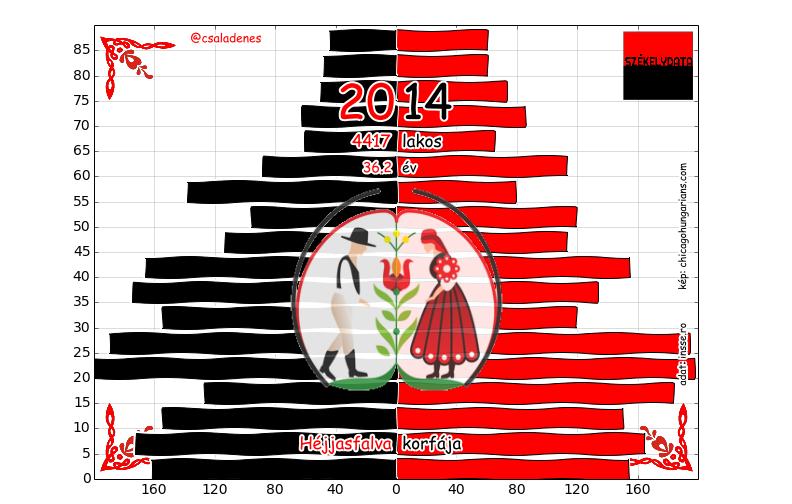 @csaladenes
SZÉKELYDATA
2014
4417 lakos
36.2 év
kép: chicagohungarians.com
adat: insse.ro
Héjjasfalva korfája
85
80
75
70
65
60
55
50
45
40
35
30
25
20
15
10
5
0
160 120 80 40 0 40 80 120 160